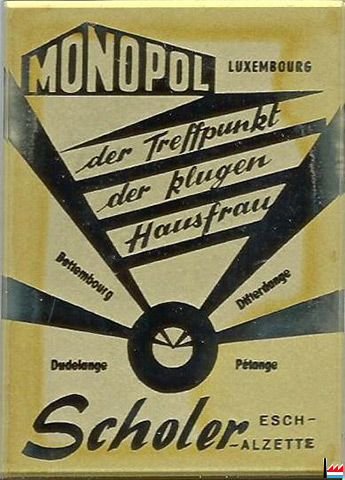 MONOPOL
LUXEMBOURG
der Treffpunkt
der klugen
Hausfrau
Bettembourg
Differdange
Dudelange
Pétange
Scholer
ESCH-
-ALZETTE